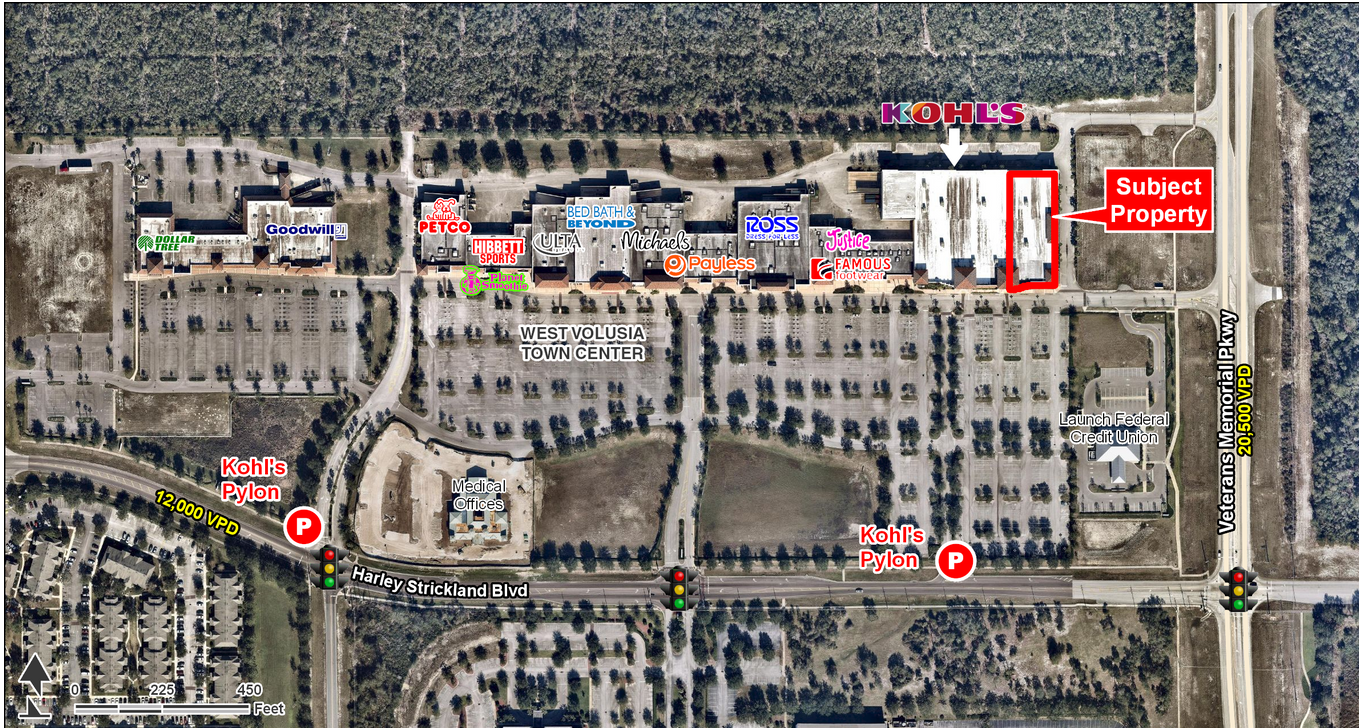 KOHL'S
Subject
Property
DOLLAR
TREE
Goodwill
PETCO
HIBBETT
SPORTS
Planet
Smoothie
ULTA
BED BATH &
BEYOND
Michaels
Payless
ROSS
DRESS FOR LESS
Justice
FAMOUS
footwear
WEST VOLUSIA
TOWN CENTER
Launch Federal
Credit Union
Veterans Memorial Pkwy
20,500 VPD
Kohl's
Pylon
P
12,000 VPD
Medical
Offices
Kohl's
Pylon
P
Harley Strickland Blvd
0 225 450
Feet